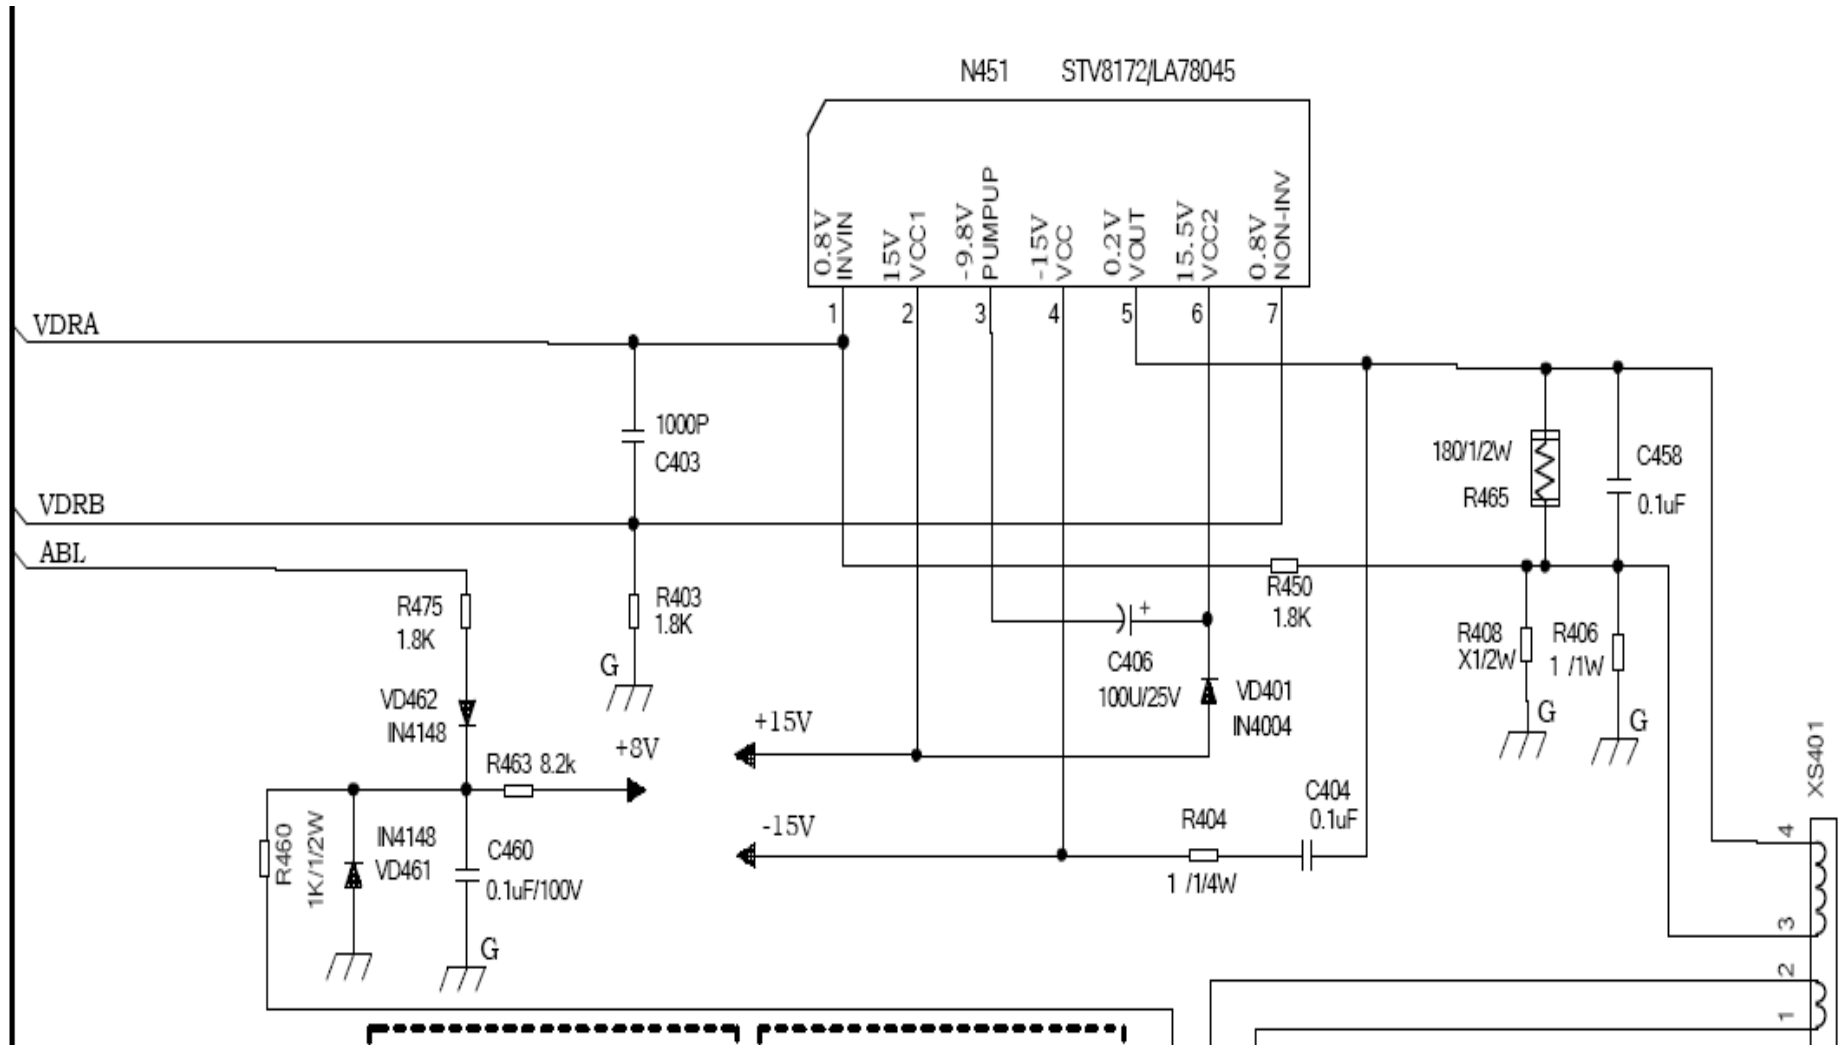 N451 STV8172/LA78045
0.8V
INVIN
15V
VCC1
-9.8V
PUMPUP
-15V
VCC
0.2V
VOUT
15.5V
VCC2
0.8V
NON-INV
1 2 3 4 5 6 7
VDRA
1000P
C403
180/1/2W
R465
C458
0.1uF
VDRB
ABL
R475
1.8K
R403
1.8K
G
R450
1.8K
R408
X1/2W
R406
1 /1W
G
G
C406
100U/25V
+
VD401
IN4004
VD462
IN4148
+15V
+8V
R463 8.2k
-15V
R404
1 /1/4W
C404
0.1uF
XS401
R460
1K/1/2W
IN4148
VD461
C460
0.1uF/100V
G
4
3
2
1